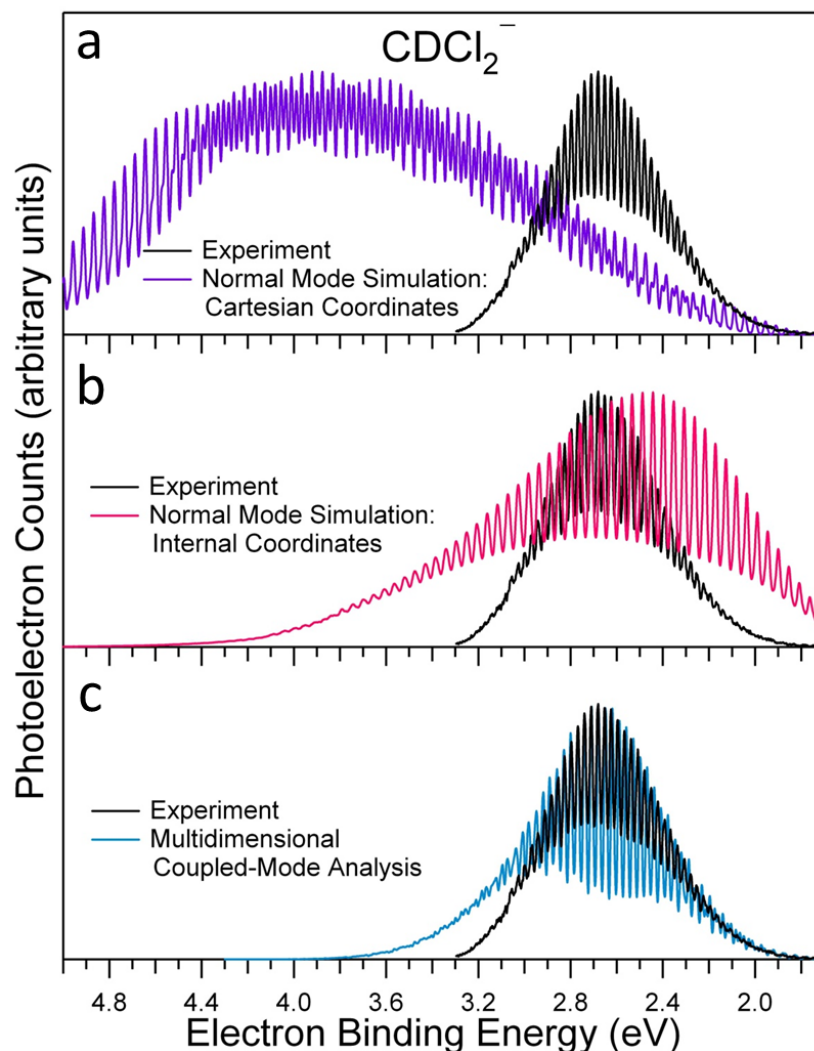 a
CDCl₂⁻
Experiment
Normal Mode Simulation:
Cartesian Coordinates
b
Experiment
Normal Mode Simulation:
Internal Coordinates
c
Experiment
Multidimensional
Coupled-Mode Analysis
4.8 4.4 4.0 3.6 3.2 2.8 2.4 2.0
Electron Binding Energy (eV)
Photoelectron Counts (arbitrary units)